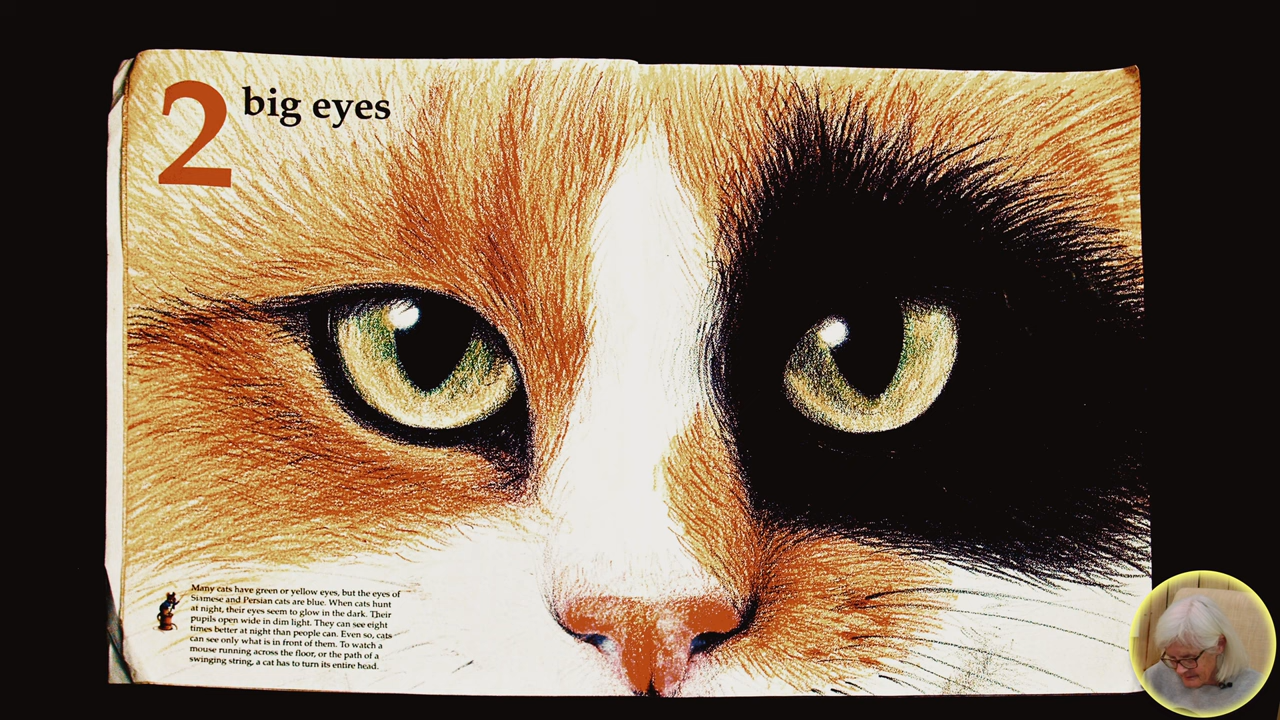 2 big eyes
Many cats have green or yellow eyes, but the eyes of
Siamese and Persian cats are blue. When cats hunt
at night, their eyes seem to glow in the dark. Their
pupils open wide in dim light. They can see eight
times better at night than people can. Even so, cats
can see only what is in front of them. To watch a
mouse running across the floor, or the path of a
swinging string, a cat has to turn its entire head.